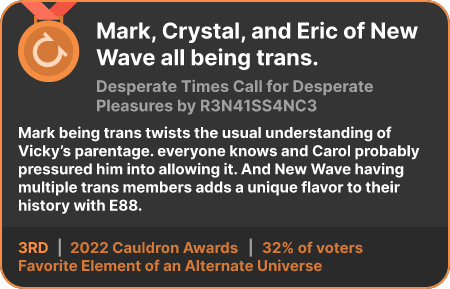 Mark, Crystal, and Eric of New
Wave all being trans.
Desperate Times Call for Desperate
Pleasures by R3N41SS4NC3
Mark being trans twists the usual understanding of
Vicky’s parentage. everyone knows and Carol probably
pressured him into allowing it. And New Wave having
multiple trans members adds a unique flavor to their
history with E88.
3RD | 2022 Cauldron Awards | 32% of voters
Favorite Element of an Alternate Universe